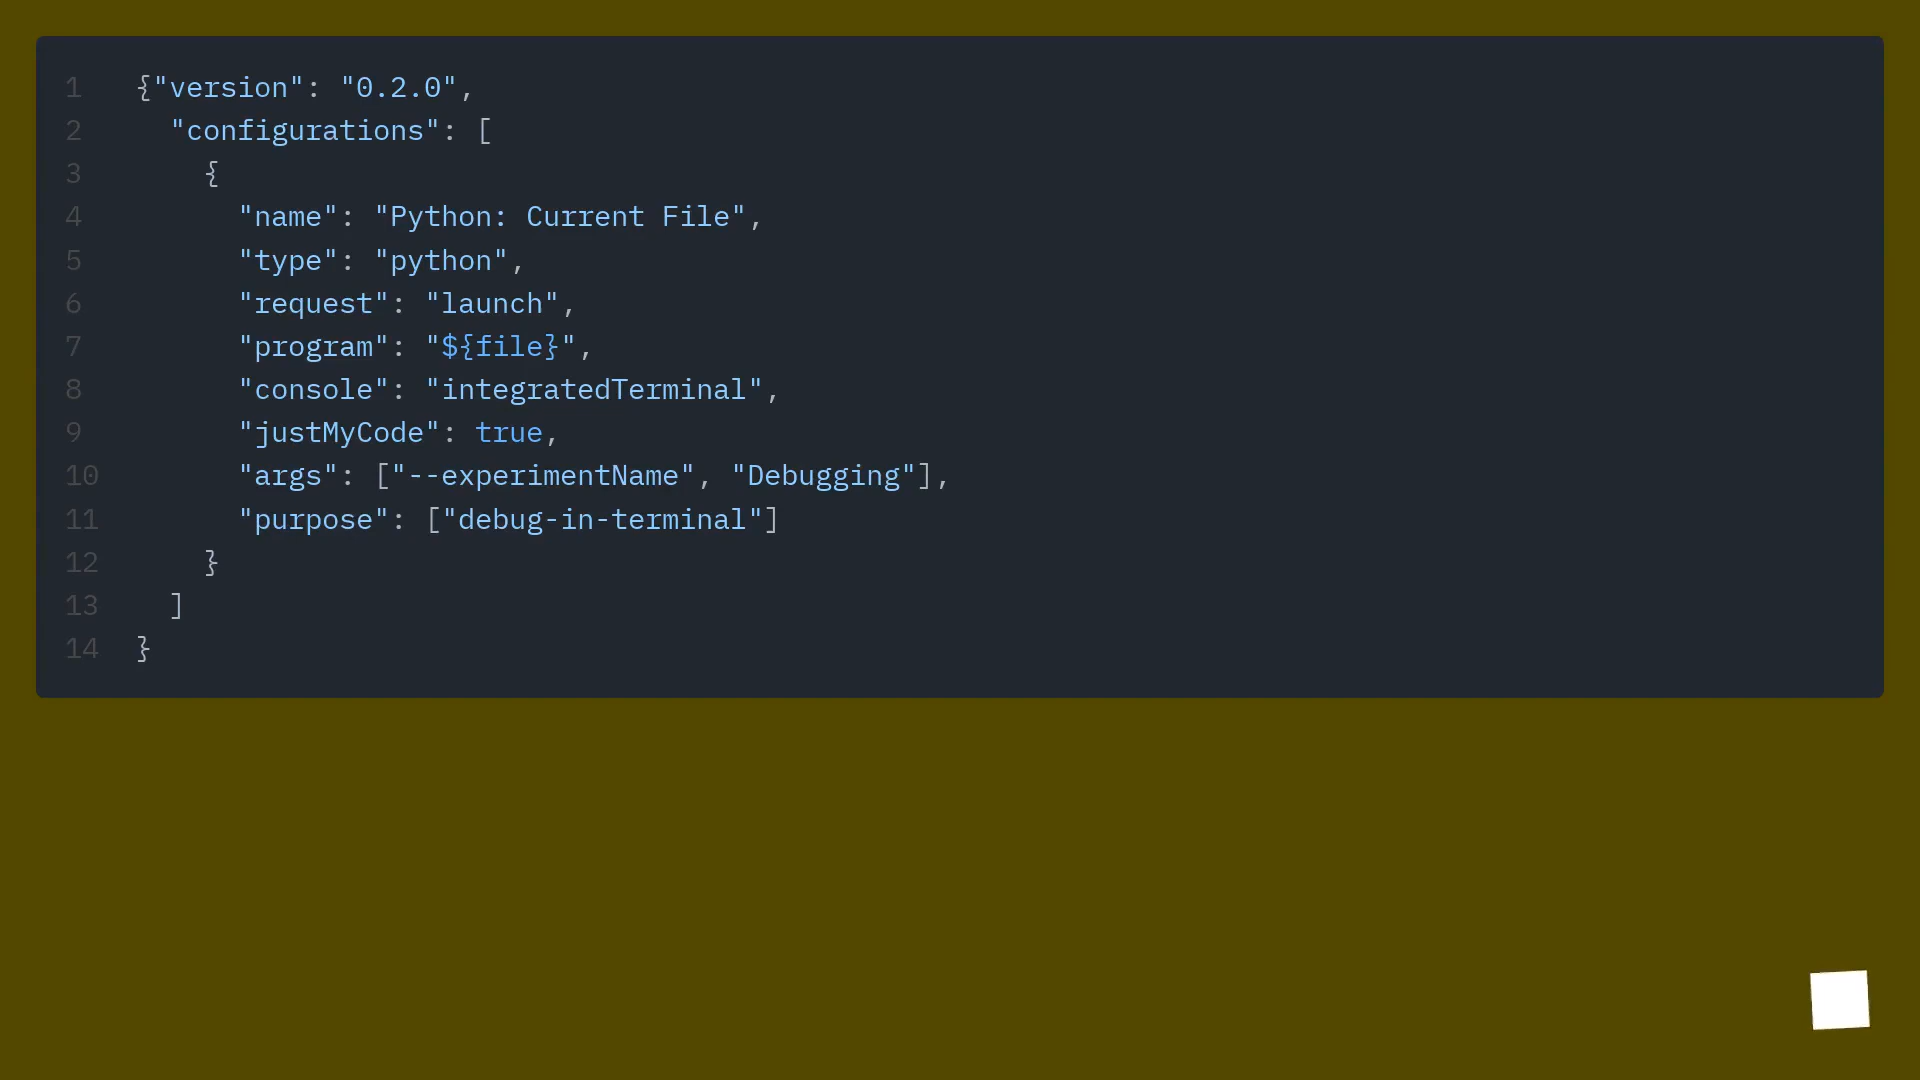 1 {"version": "0.2.0",
2 "configurations": [
3 {
4 "name": "Python: Current File",
5 "type": "python",
6 "request": "launch",
7 "program": "${file}",
8 "console": "integratedTerminal",
9 "justMyCode": true,
10 "args": ["--experimentName", "Debugging"],
11 "purpose": ["debug-in-terminal"]
12 }
13 ]
14 }